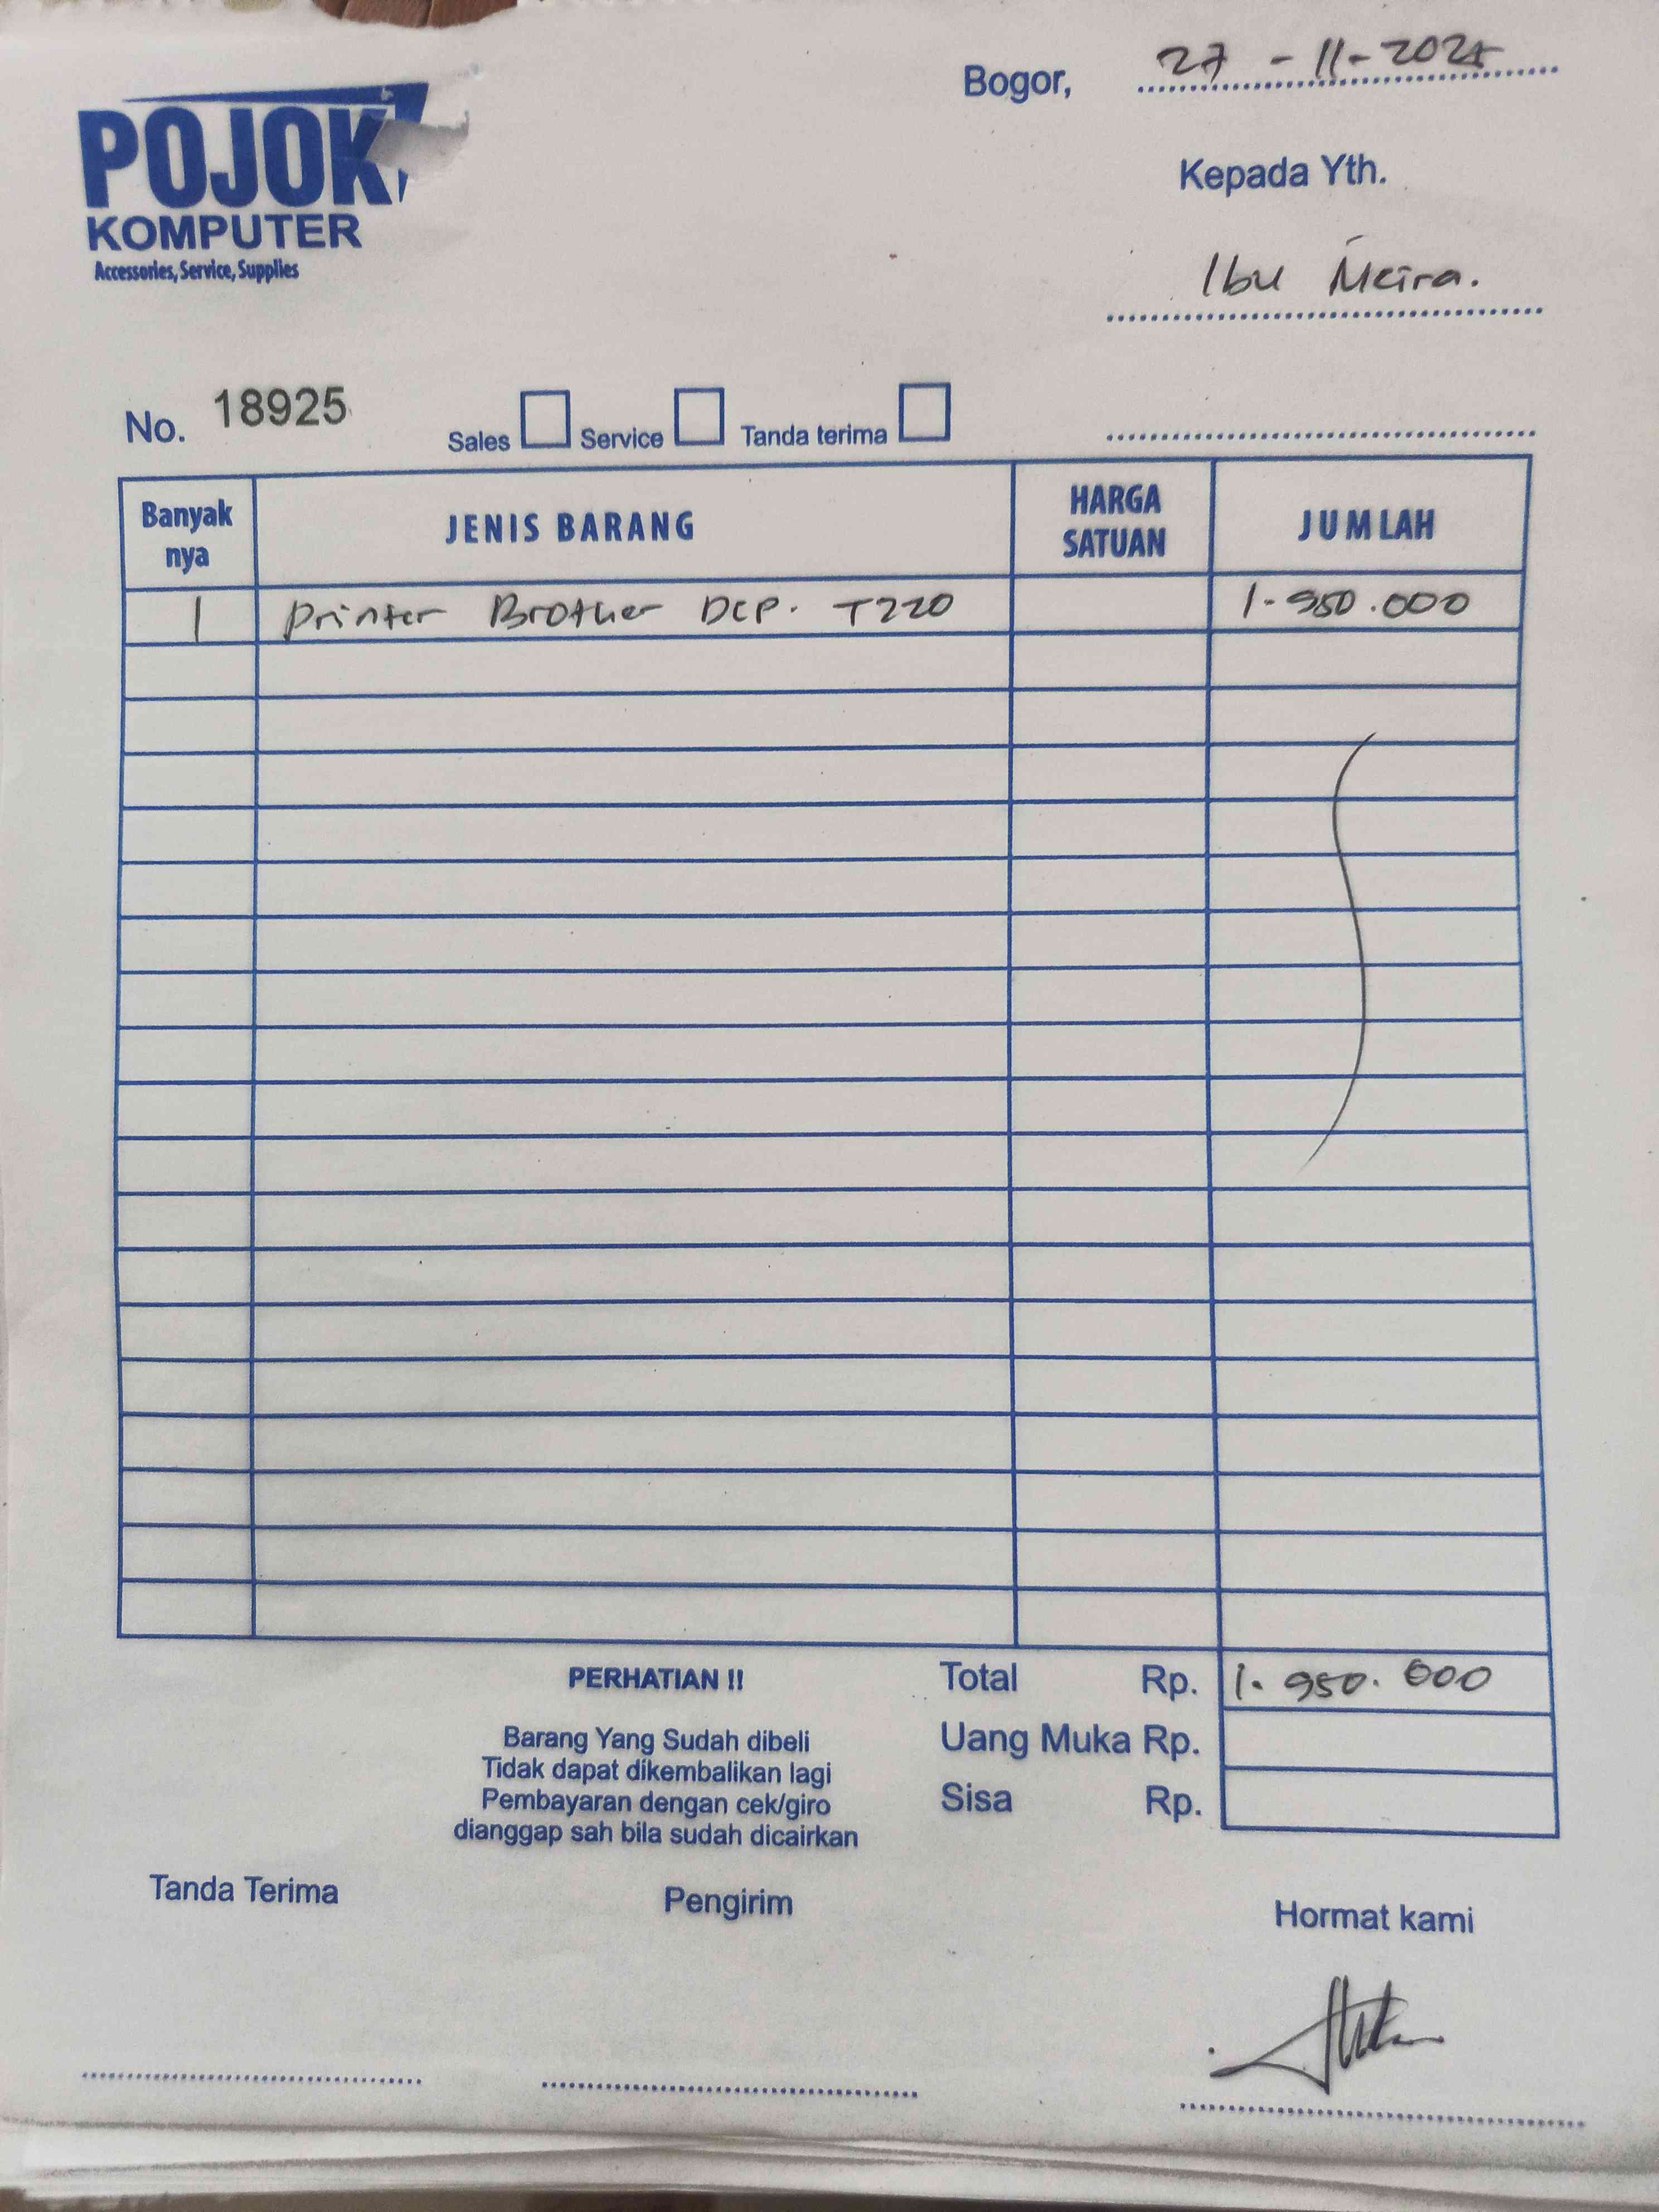 Bogor, 27 - 11 - 2025
POJOK
KOMPUTER
Accessories, Service, Supplies
Kepada Yth.
Ibu Meira.
No. 18925
Sales Service Tanda terima
Banyak nya JENIS BARANG HARGA SATUAN JUMLAH
1 Printer Brother DCP. T220 1.950.000
PERHATIAN !!
Barang Yang Sudah dibeli
Tidak dapat dikembalikan lagi
Pembayaran dengan cek/giro
dianggap sah bila sudah dicairkan
Total Rp. 1.950.000
Uang Muka Rp.
Sisa Rp.
Tanda Terima Pengirim Hormat kami